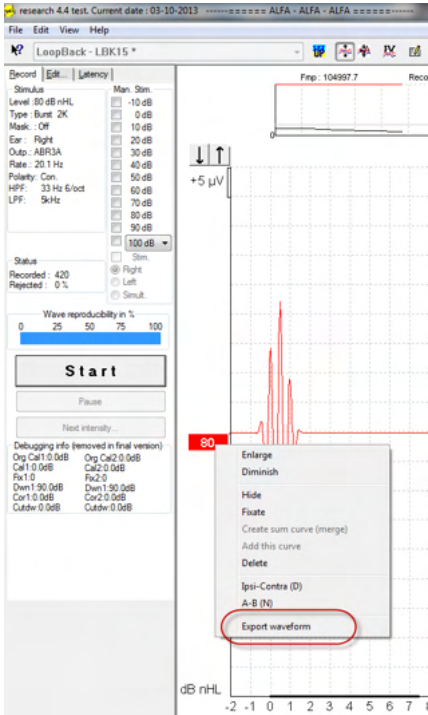 research 4.4 test. Current date : 03-10-2013 ------====== ALFA - ALFA - ALFA ======------
File Edit View Help
LoopBack - LBK15 *
Record Edit... Latency
Stimulus
Level :80 dB nHL
Type : Burst 2K
Mask. : Off
Ear : Right
Outp. : ABR3A
Rate.: 20.1 Hz
Polarity: Con.
HPF: 33 Hz 6/oct
LPF: 5kHz
Man. Stim.
-10 dB
0 dB
10 dB
20 dB
30 dB
40 dB
50 dB
60 dB
70 dB
80 dB
90 dB
100 dB
Stim.
Right
Left
Simult.
Status
Recorded : 420
Rejected : 0 %
Wave reproducibility in %
0 25 50 75 100
Start
Pause
Next intensity...
Debugging info (removed in final version)
Org Cal1:0.0dB Org Cal2:0.0dB
Cal1:0.0dB Cal2:0.0dB
Fix1:0 Fix2:0
Dwn1:90.0dB Dwn1:90.0dB
Cor1:0.0dB Cor2:0.0dB
Cutdw:0.0dB Cutdw:0.0dB
Fmp : 104997.7 Reco
0
+5 µV
80
Enlarge
Diminish
Hide
Fixate
Create sum curve (merge)
Add this curve
Delete
Ipsi-Contra (D)
A-B (N)
Export waveform
dB nHL
-2 -1 0 1 2 3 4 5 6 7